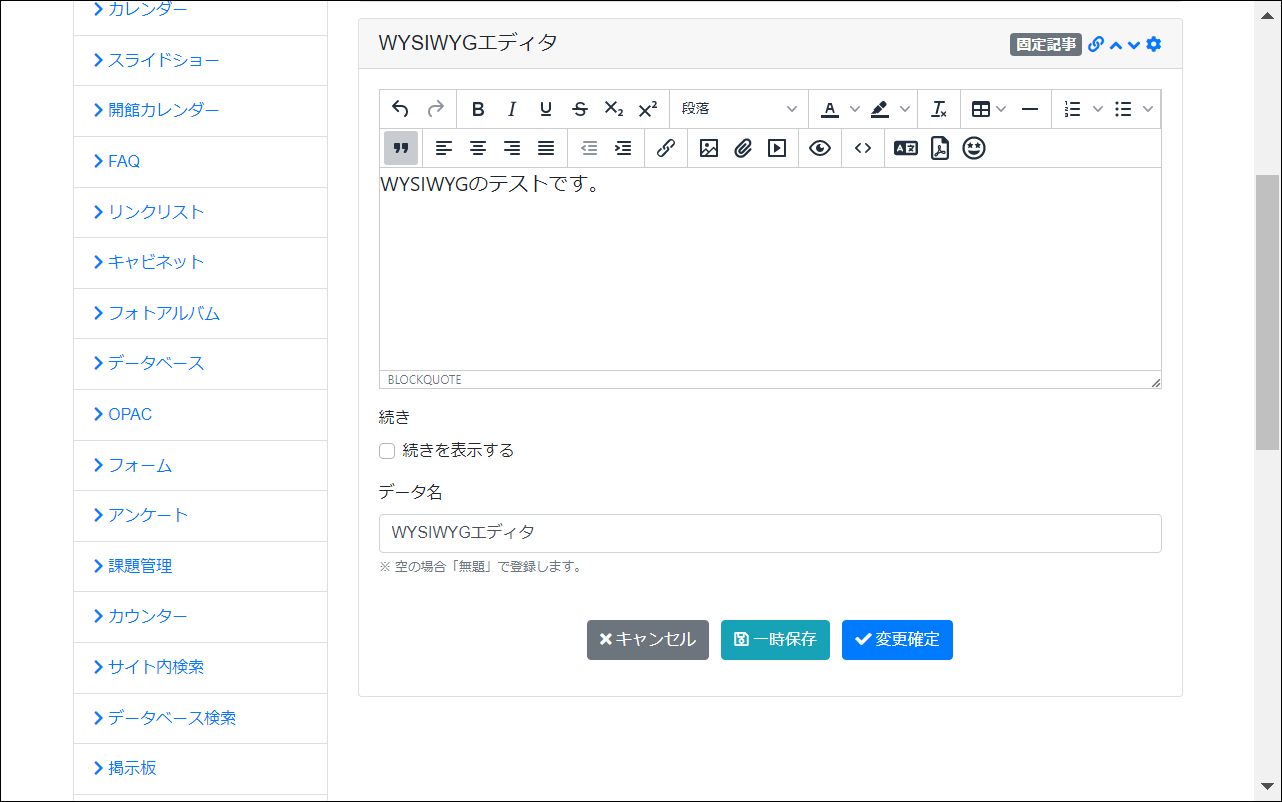 カレンダー
スライドショー
開館カレンダー
FAQ
リンクリスト
キャビネット
フォトアルバム
データベース
OPAC
フォーム
アンケート
課題管理
カウンター
サイト内検索
データベース検索
掲示板
WYSIWYGエディタ
固定記事
B I U S X₂ X² 段落 A
WYSIWYGのテストです。
BLOCKQUOTE
続き
続きを表示する
データ名
WYSIWYGエディタ
※ 空の場合「無題」で登録します。
キャンセル 一時保存 変更確定